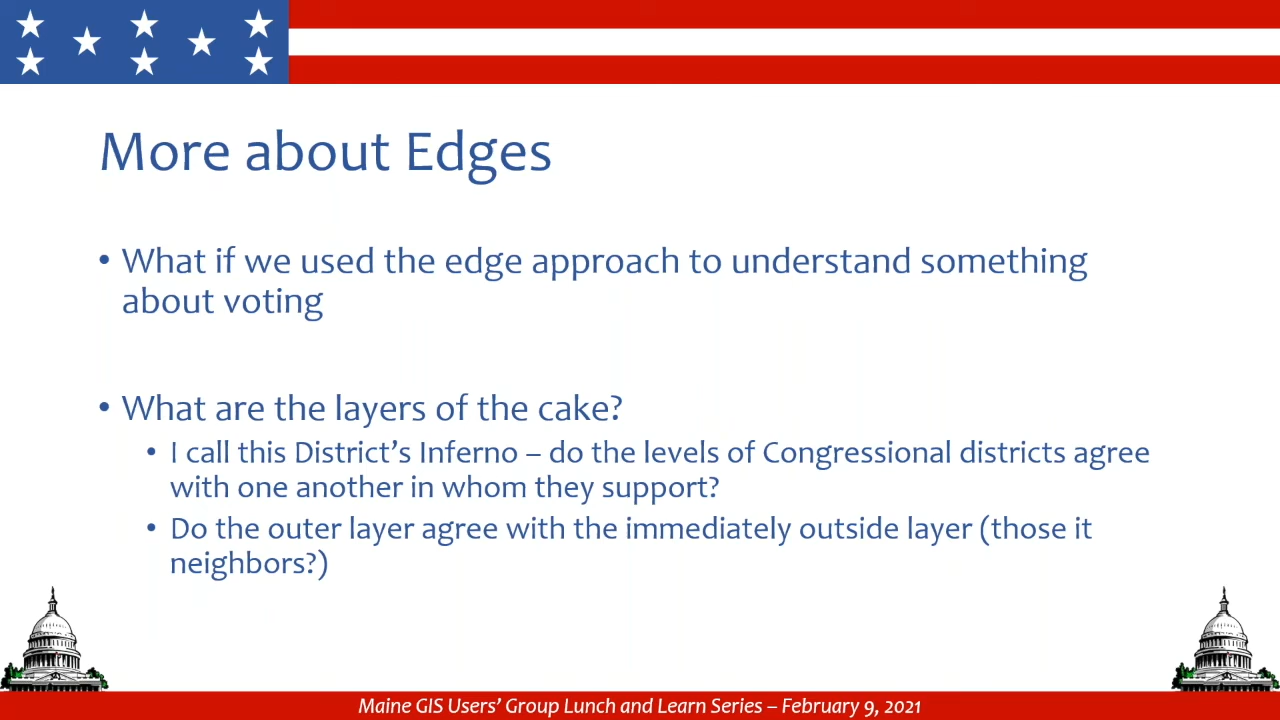 More about Edges
• What if we used the edge approach to understand something
about voting
• What are the layers of the cake?
• I call this District’s Inferno – do the levels of Congressional districts agree
with one another in whom they support?
• Do the outer layer agree with the immediately outside layer (those it
neighbors?)
Maine GIS Users’ Group Lunch and Learn Series – February 9, 2021